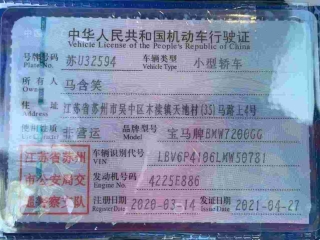 中华人民共和国机动车行驶证
Vehicle License of the People's Republic of China
号牌号码 苏U32594 车辆类型 小型轿车
Plate No. Vehicle Type
所有人 马含笑
Owner
住址 江苏省苏州市吴中区木渎镇天地村(35)马路上4号
Address
使用性质 非营运 品牌型号 宝马牌BMW7200GG
江苏省苏州 车辆识别代号 LBV6P4106LMW50781
VIN
市公安局交 发动机号码 4225E886
Engine No.
通警察支队 注册日期 2020-03-14 发证日期 2021-04-27
Register Date Issue Date